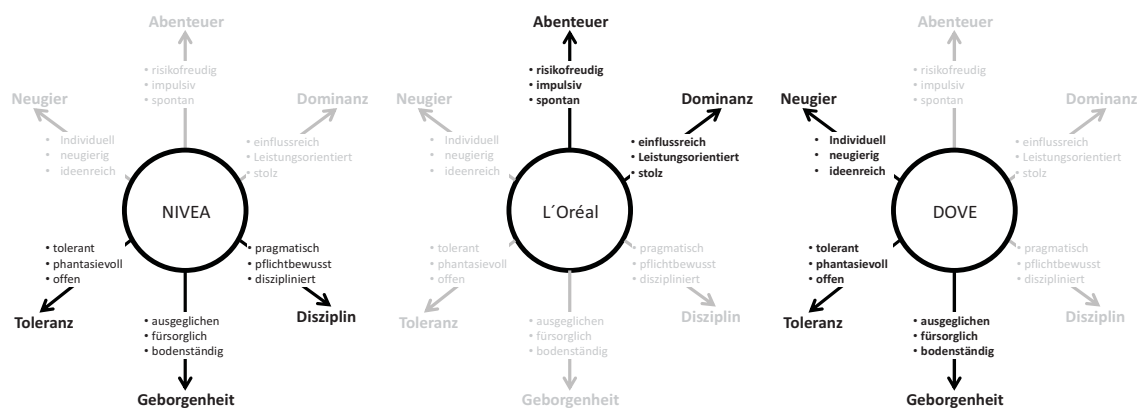 Abenteuer
• risikofreudig
• impulsiv
• spontan
Neugier
• Individuell
• neugierig
• ideenreich
Dominanz
• einflussreich
• Leistungsorientiert
• stolz
NIVEA
• tolerant
• phantasievoll
• offen
Toleranz
• pragmatisch
• pflichtbewusst
• diszipliniert
Disziplin
• ausgeglichen
• fürsorglich
• bodenständig
Geborgenheit
Abenteuer
• risikofreudig
• impulsiv
• spontan
Neugier
• Individuell
• neugierig
• ideenreich
Dominanz
• einflussreich
• Leistungsorientiert
• stolz
L´Oréal
• tolerant
• phantasievoll
• offen
Toleranz
• pragmatisch
• pflichtbewusst
• diszipliniert
Disziplin
• ausgeglichen
• fürsorglich
• bodenständig
Geborgenheit
Abenteuer
• risikofreudig
• impulsiv
• spontan
Neugier
• Individuell
• neugierig
• ideenreich
Dominanz
• einflussreich
• Leistungsorientiert
• stolz
DOVE
• tolerant
• phantasievoll
• offen
Toleranz
• pragmatisch
• pflichtbewusst
• diszipliniert
Disziplin
• ausgeglichen
• fürsorglich
• bodenständig
Geborgenheit